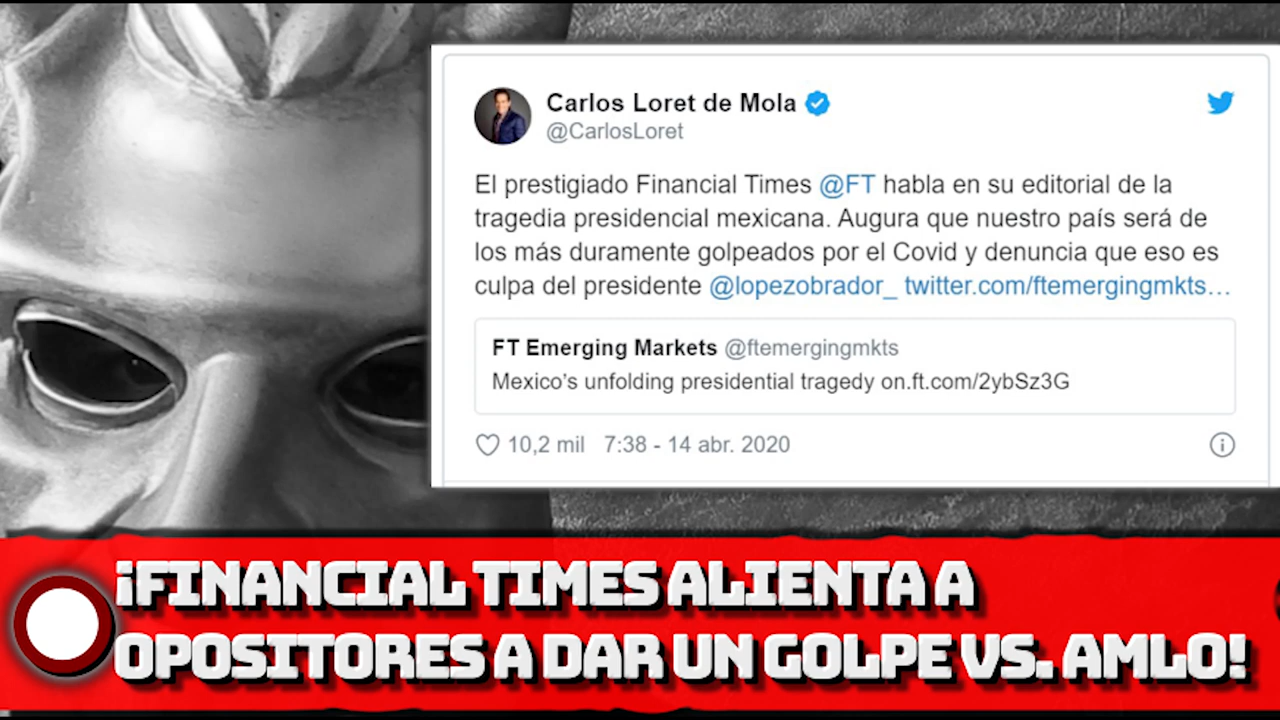 Carlos Loret de Mola
@CarlosLoret
El prestigiado Financial Times @FT habla en su editorial de la
tragedia presidencial mexicana. Augura que nuestro país será de
los más duramente golpeados por el Covid y denuncia que eso es
culpa del presidente @lopezobrador_ twitter.com/ftemergingmkts…
FT Emerging Markets @ftemergingmkts
Mexico's unfolding presidential tragedy on.ft.com/2ybSz3G
10,2 mil 7:38 - 14 abr. 2020
¡FINANCIAL TIMES ALIENTA A
OPOSITORES A DAR UN GOLPE VS. AMLO!